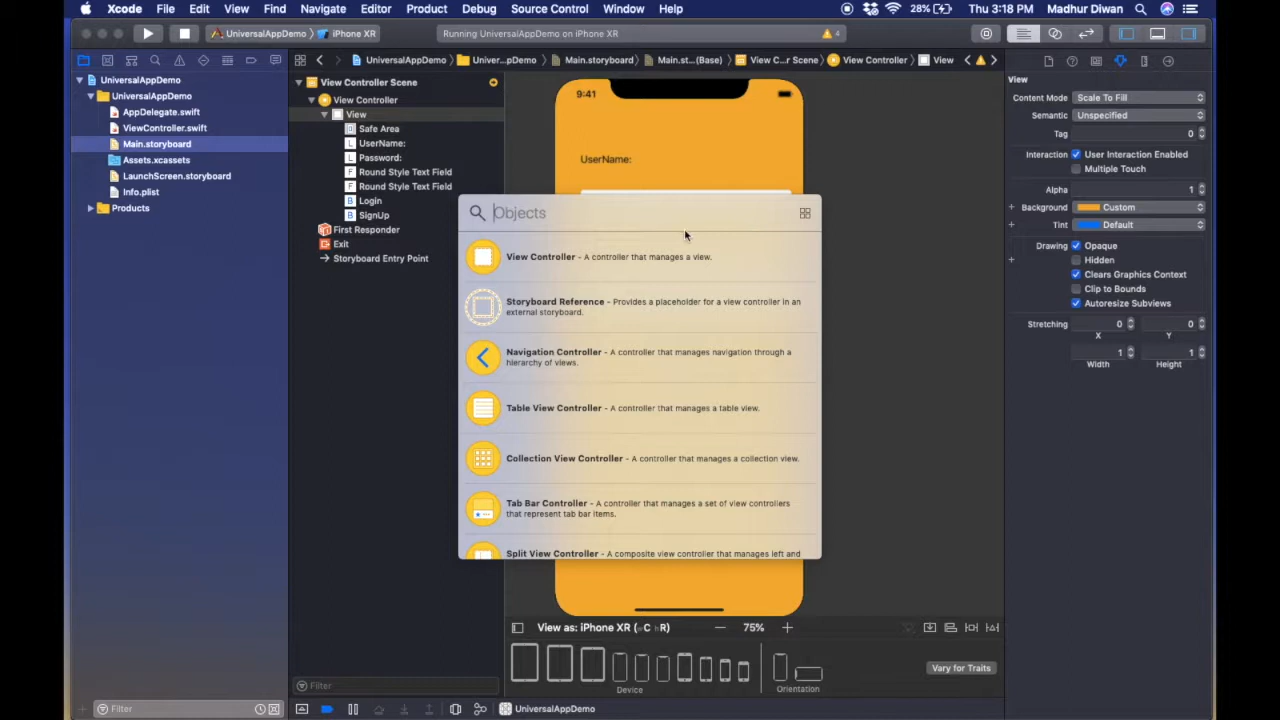 Xcode File Edit View Find Navigate Editor Product Debug Source Control Window Help 28% Thu 3:18 PM Madhur Diwan
UniversalAppDemo iPhone XR Running UniversalAppDemo on iPhone XR 4
UniversalAppDemo Univer...ppDemo Main.storyboard Main.st...(Base) View C...r Scene View Controller View
UniversalAppDemo
UniversalAppDemo
AppDelegate.swift
ViewController.swift
Main.storyboard
Assets.xcassets
LaunchScreen.storyboard
Info.plist
Products
View Controller Scene
View Controller
View
Safe Area
L UserName:
L Password:
F Round Style Text Field
F Round Style Text Field
B Login
B SignUp
First Responder
Exit
Storyboard Entry Point
9:41
UserName:
Objects
View Controller - A controller that manages a view.
Storyboard Reference - Provides a placeholder for a view controller in an
external storyboard.
Navigation Controller - A controller that manages navigation through a
hierarchy of views.
Table View Controller - A controller that manages a table view.
Collection View Controller - A controller that manages a collection view.
Tab Bar Controller - A controller that manages a set of view controllers
that represent tab bar items.
Split View Controller - A composite view controller that manages left and
View as: iPhone XR (wC hR) 75%
Device
Orientation
Vary for Traits
View
Content Mode Scale To Fill
Semantic Unspecified
Tag 0
Interaction User Interaction Enabled
Multiple Touch
Alpha 1
+ Background Custom
+ Tint Default
Drawing Opaque
+ Hidden
Clears Graphics Context
Clip to Bounds
Autoresize Subviews
Stretching 0 0
X Y
1 1
Width Height
Filter
Filter
UniversalAppDemo